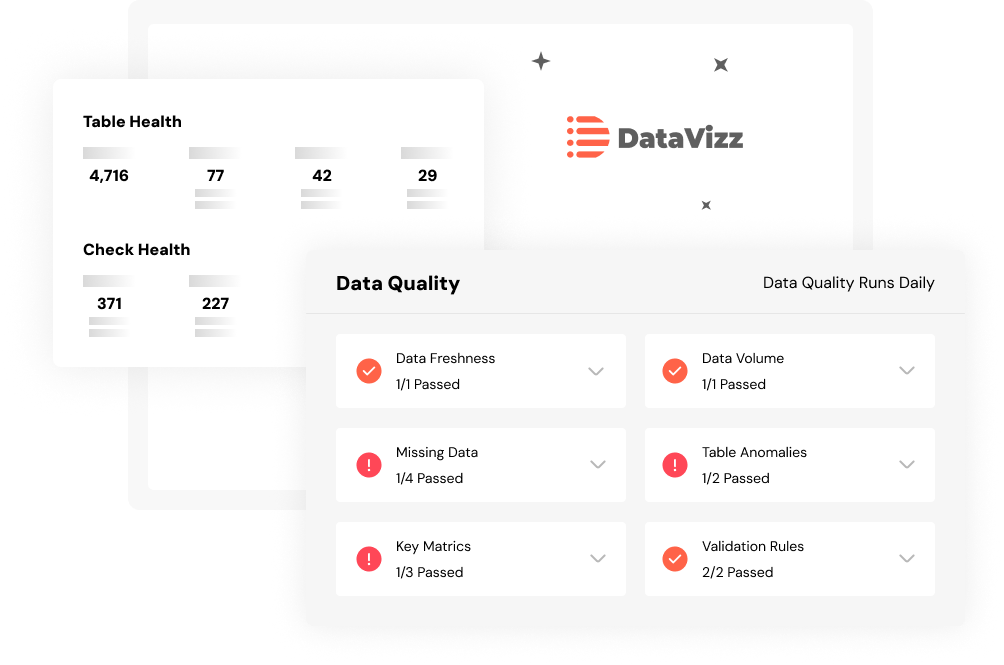 DataVizz
Table Health
4,716 77 42 29
Check Health
371 227
Data Quality Data Quality Runs Daily
Data Freshness
1/1 Passed
Data Volume
1/1 Passed
Missing Data
1/4 Passed
Table Anomalies
1/2 Passed
Key Matrics
1/3 Passed
Validation Rules
2/2 Passed